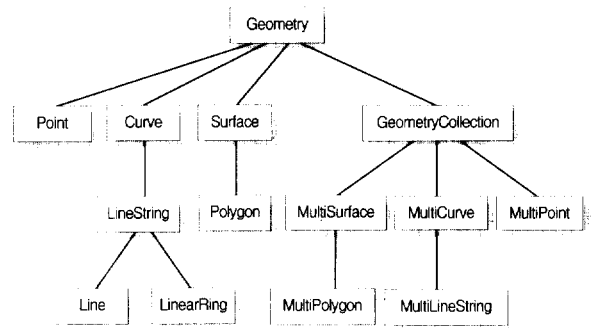 Geometry
Point
Curve
Surface
GeometryCollection
LineString
Polygon
MultiSurface
MultiCurve
MultiPoint
Line
LinearRing
MultiPolygon
MultiLineString